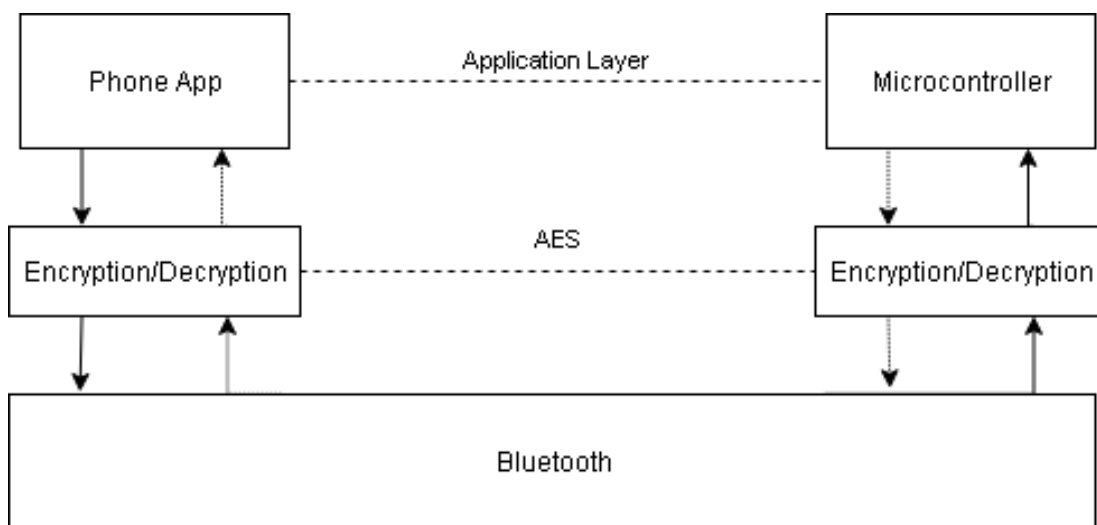 Phone App
Application Layer
Microcontroller
Encryption/Decryption
AES
Encryption/Decryption
Bluetooth